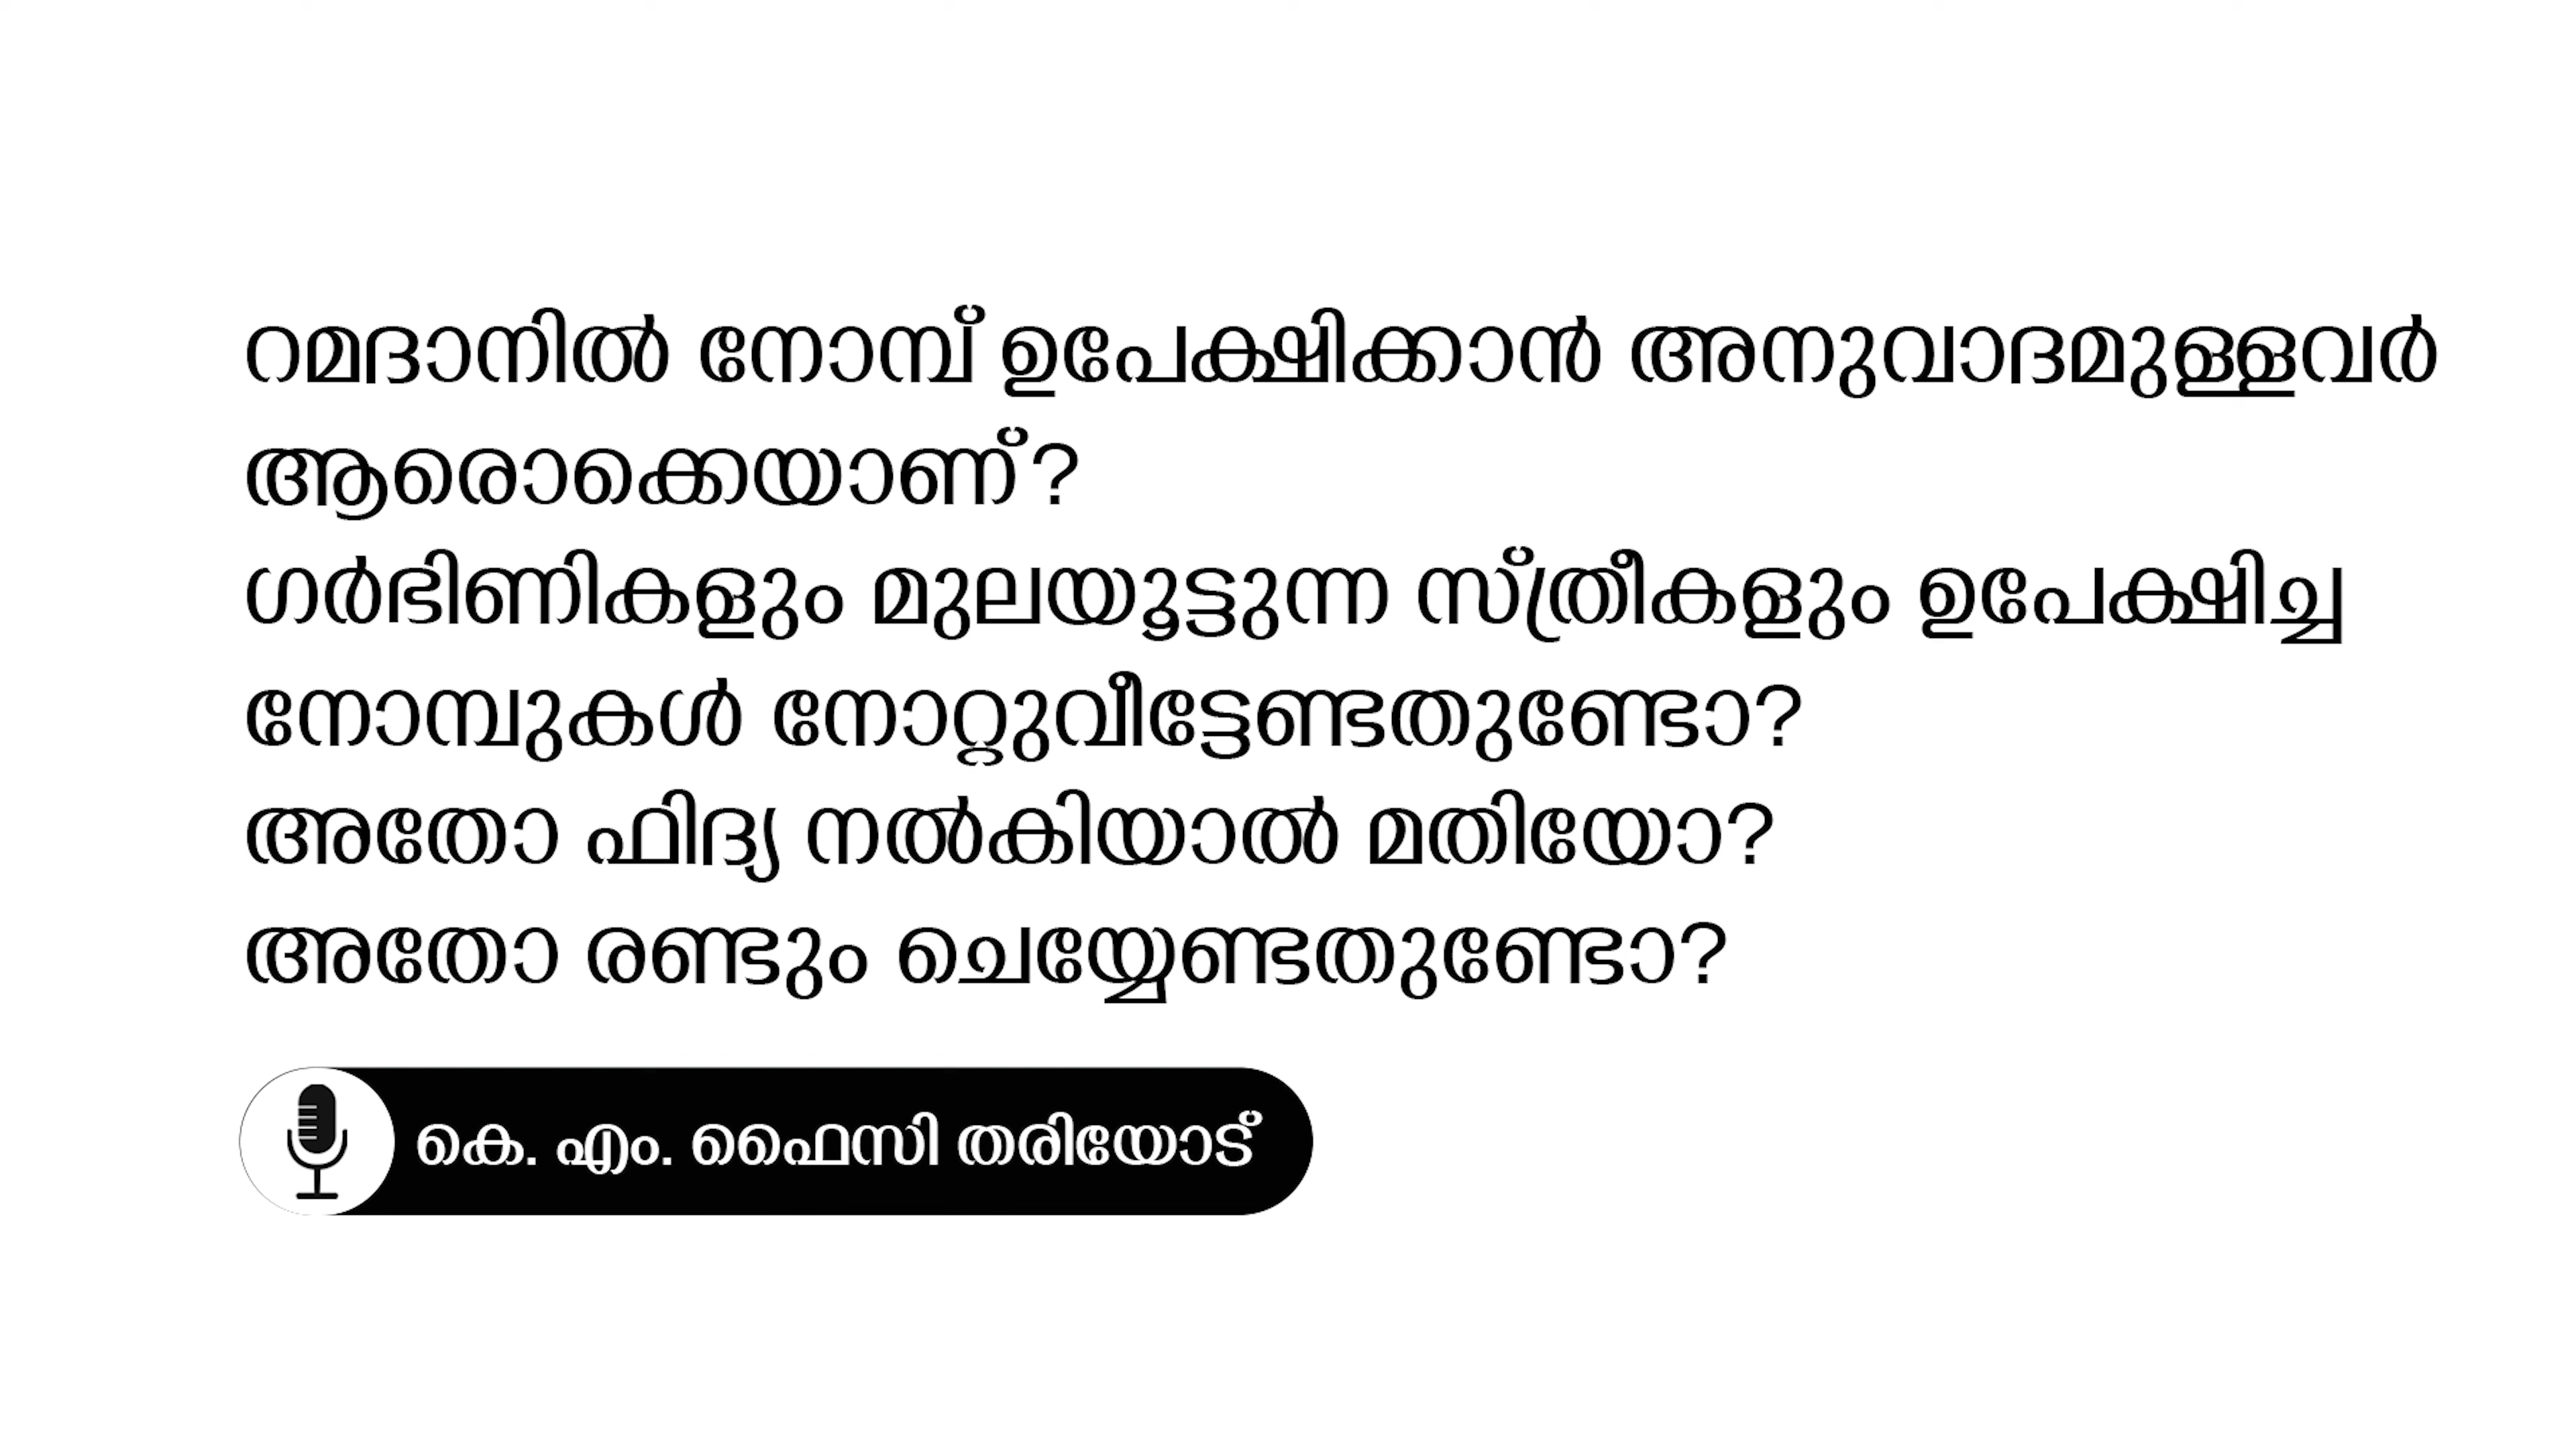 റമദാനിൽ നോമ്പ് ഉപേക്ഷിക്കാൻ അനുവാദമുള്ളവർ
ആരൊക്കെയാണ്?
ഗർഭിണികളും മുലയൂട്ടുന്ന സ്ത്രീകളും ഉപേക്ഷിച്ച
നോമ്പുകൾ നോറ്റുവീട്ടേണ്ടതുണ്ടോ?
അതോ ഫിദ്യ നൽകിയാൽ മതിയോ?
അതോ രണ്ടും ചെയ്യേണ്ടതുണ്ടോ?
കെ. എം. ഫൈസി തരിയോട്